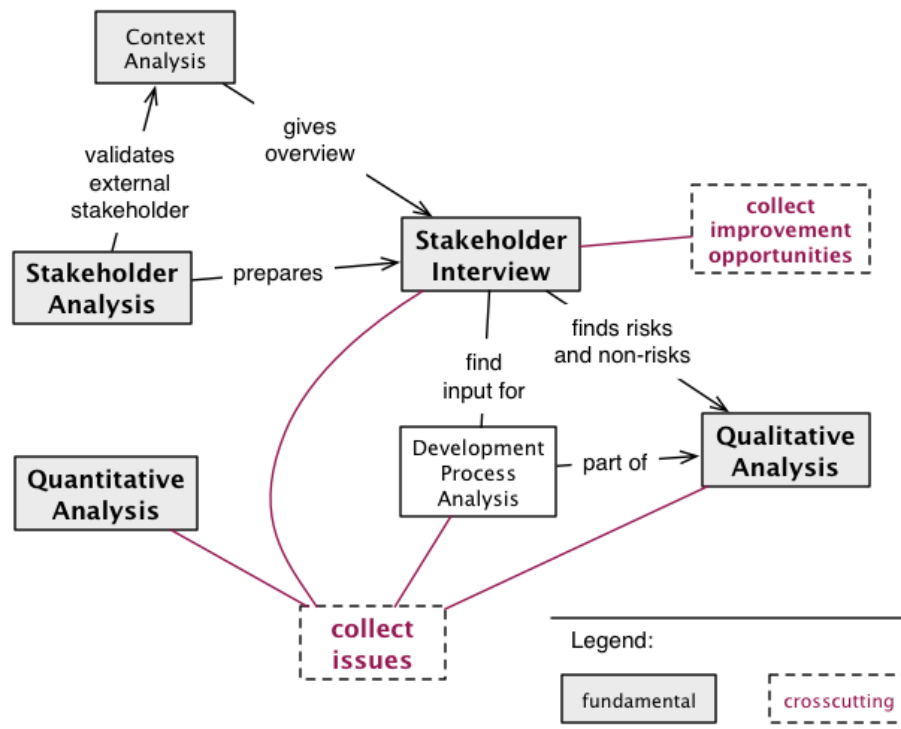 Context
Analysis
gives
overview
validates
external
stakeholder
collect
improvement
opportunities
Stakeholder
Interview
Stakeholder
Analysis
prepares
finds risks
and non-risks
find
input for
Development
Process
Analysis
part of
Qualitative
Analysis
Quantitative
Analysis
collect
issues
Legend:
fundamental
crosscutting